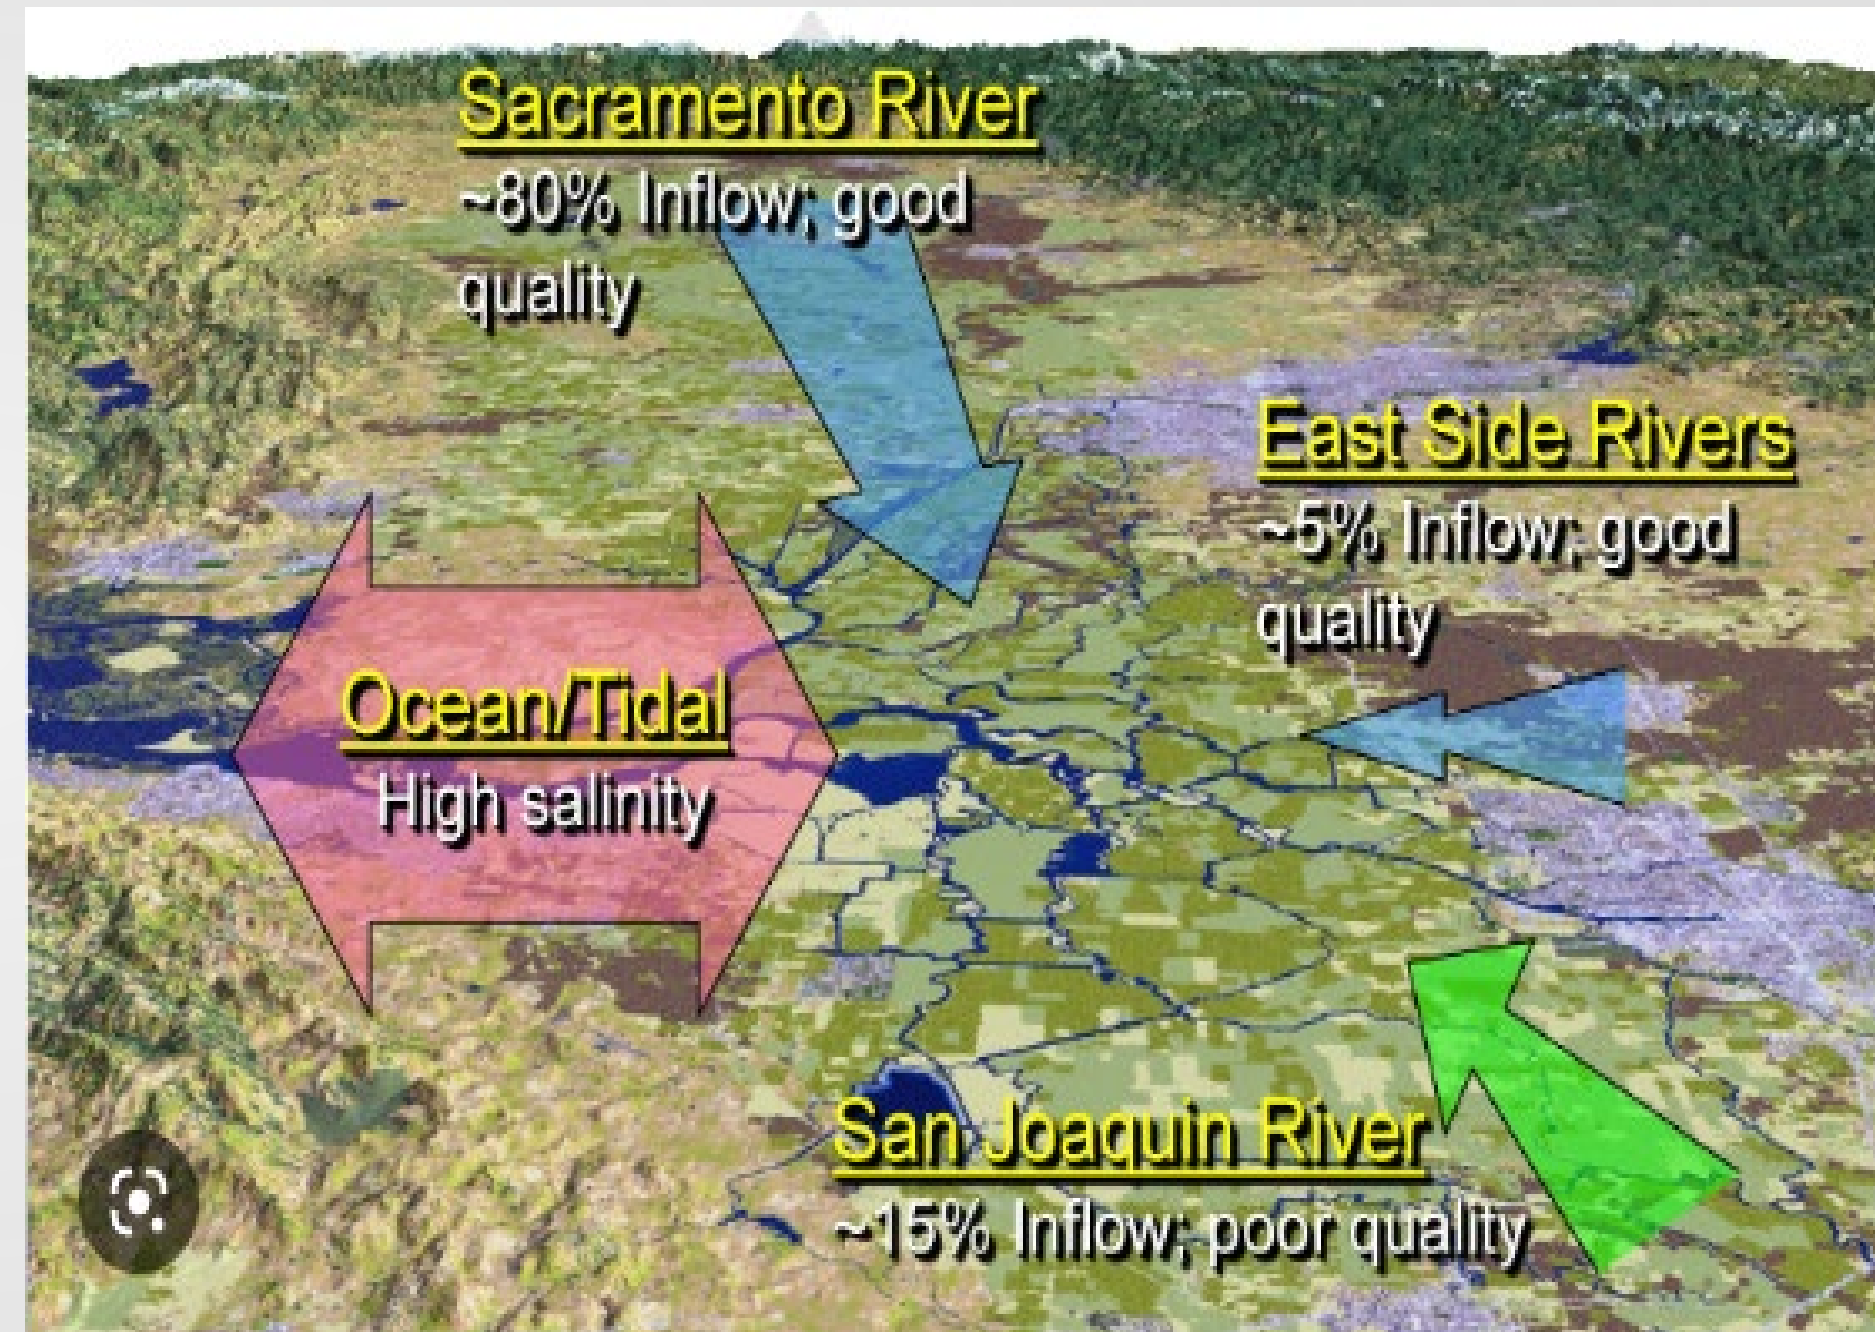 Sacramento River
~80% Inflow; good
quality
East Side Rivers
~5% Inflow; good
quality
Ocean/Tidal
High salinity
San Joaquin River
~15% Inflow; poor quality